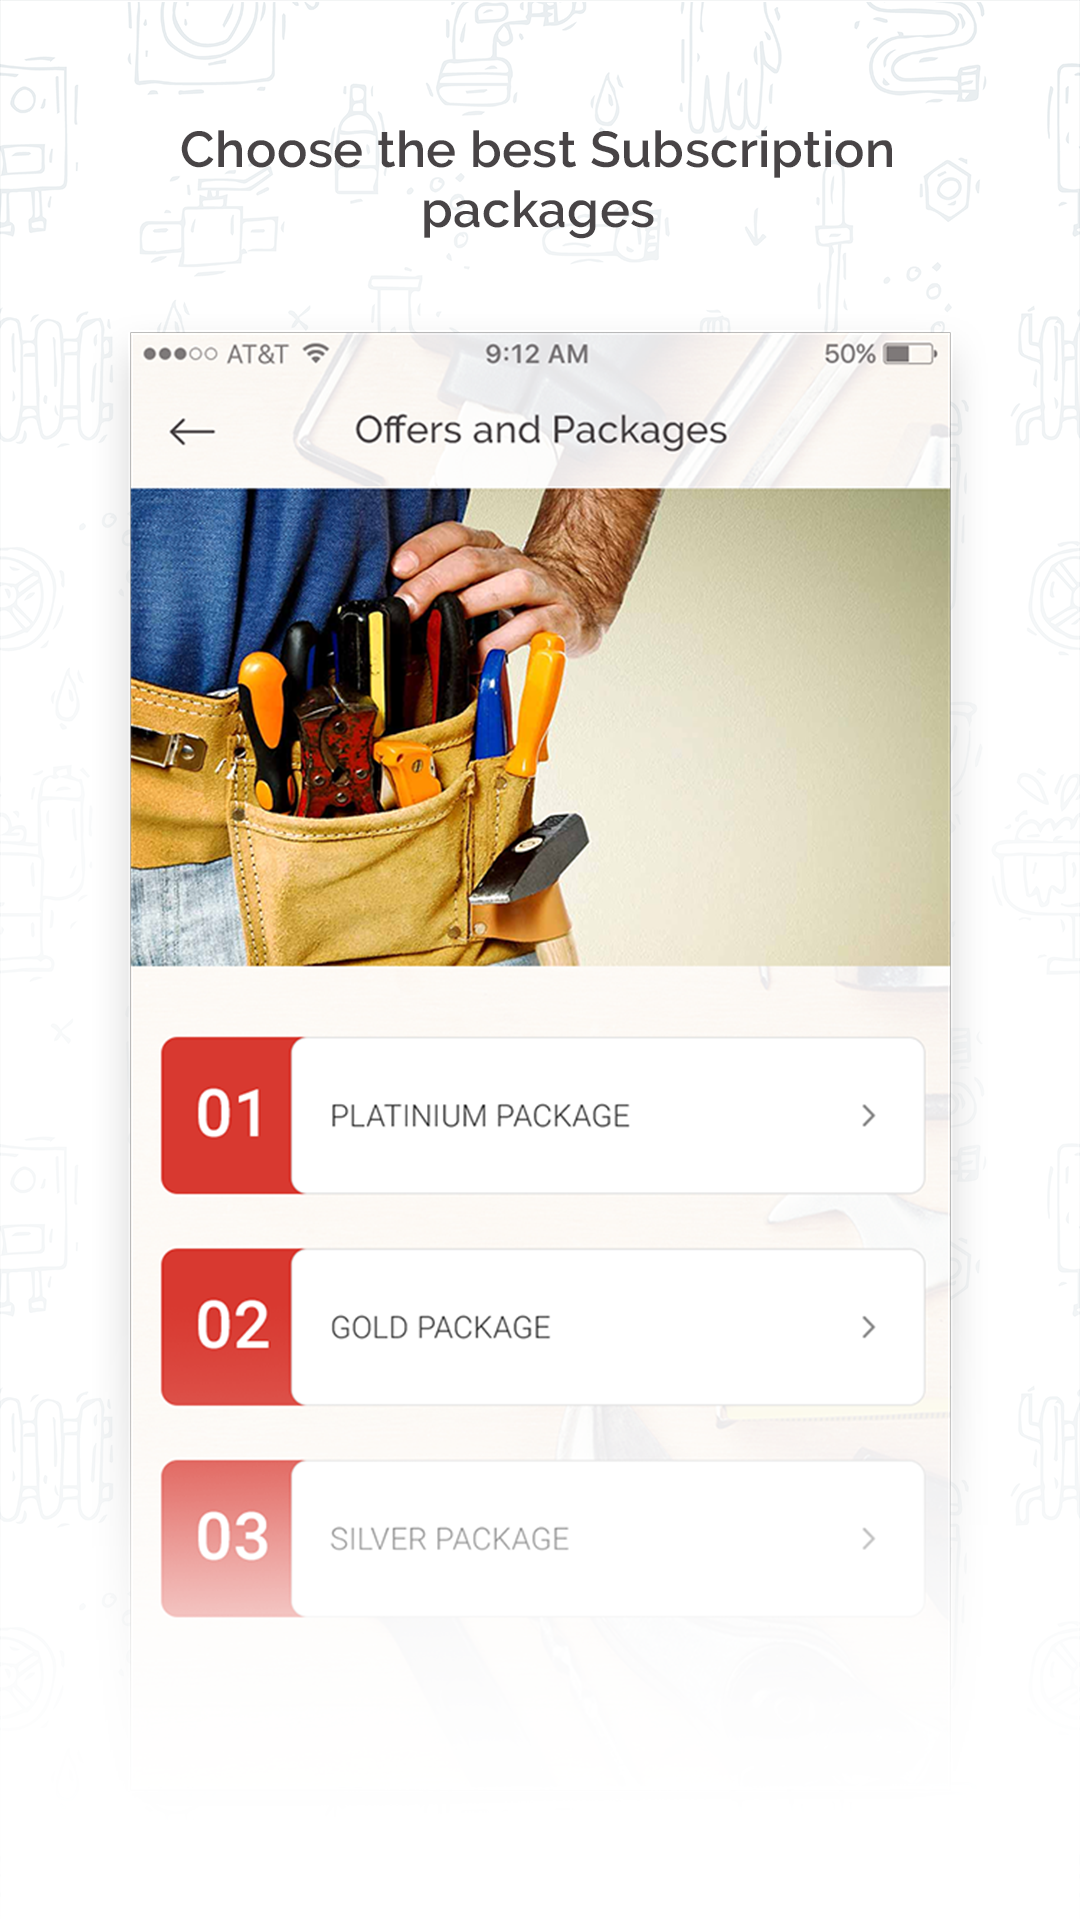 Choose the best Subscription
packages
AT&T 9:12 AM 50%
Offers and Packages
01 PLATINIUM PACKAGE
02 GOLD PACKAGE
03 SILVER PACKAGE